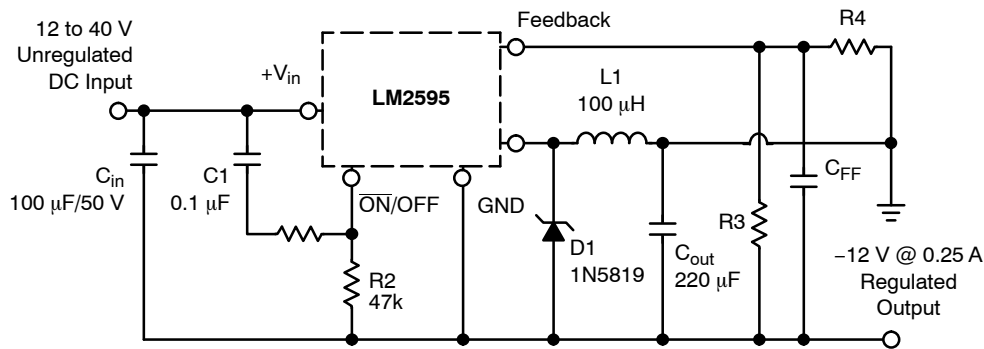 12 to 40 V
Unregulated
DC Input
+Vin
LM2595
Feedback
R4
L1
100 μH
Cin
100 μF/50 V
C1
0.1 μF
ON/OFF
GND
R2
47k
D1
1N5819
Cout
220 μF
R3
CFF
−12 V @ 0.25 A
Regulated
Output